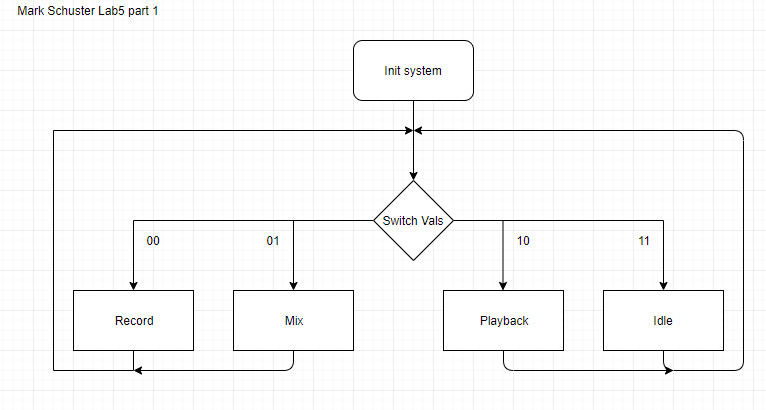 Mark Schuster Lab5 part 1
Init system
Switch Vals
00
01
10
11
Record
Mix
Playback
Idle